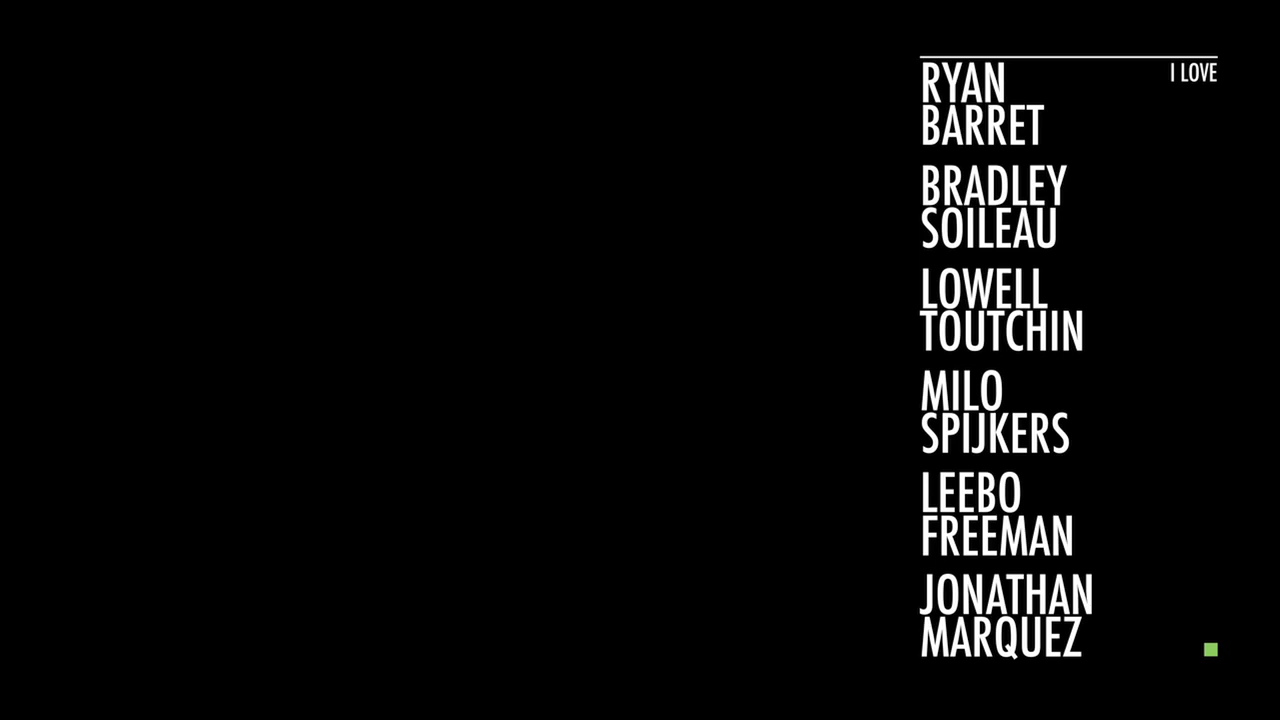 I LOVE
RYAN
BARRET
BRADLEY
SOILEAU
LOWELL
TOUTCHIN
MILO
SPIJKERS
LEEBO
FREEMAN
JONATHAN
MARQUEZ